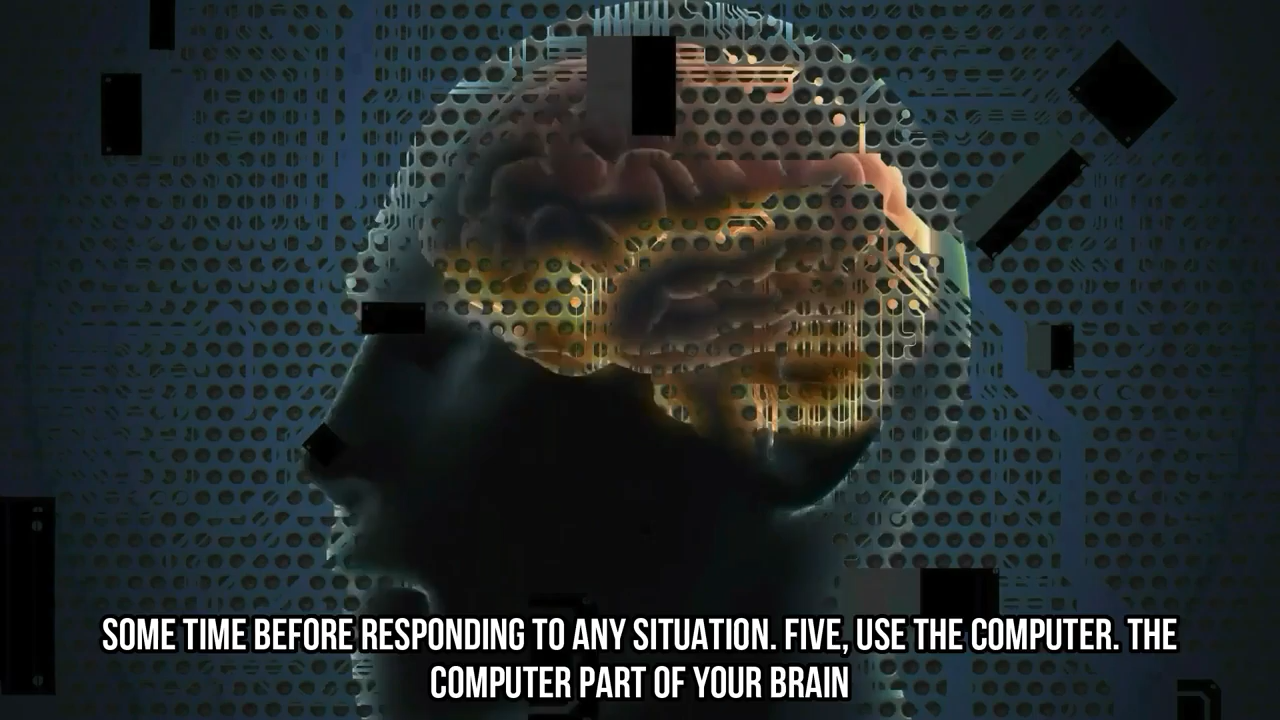 SOME TIME BEFORE RESPONDING TO ANY SITUATION. FIVE, USE THE COMPUTER. THE
COMPUTER PART OF YOUR BRAIN